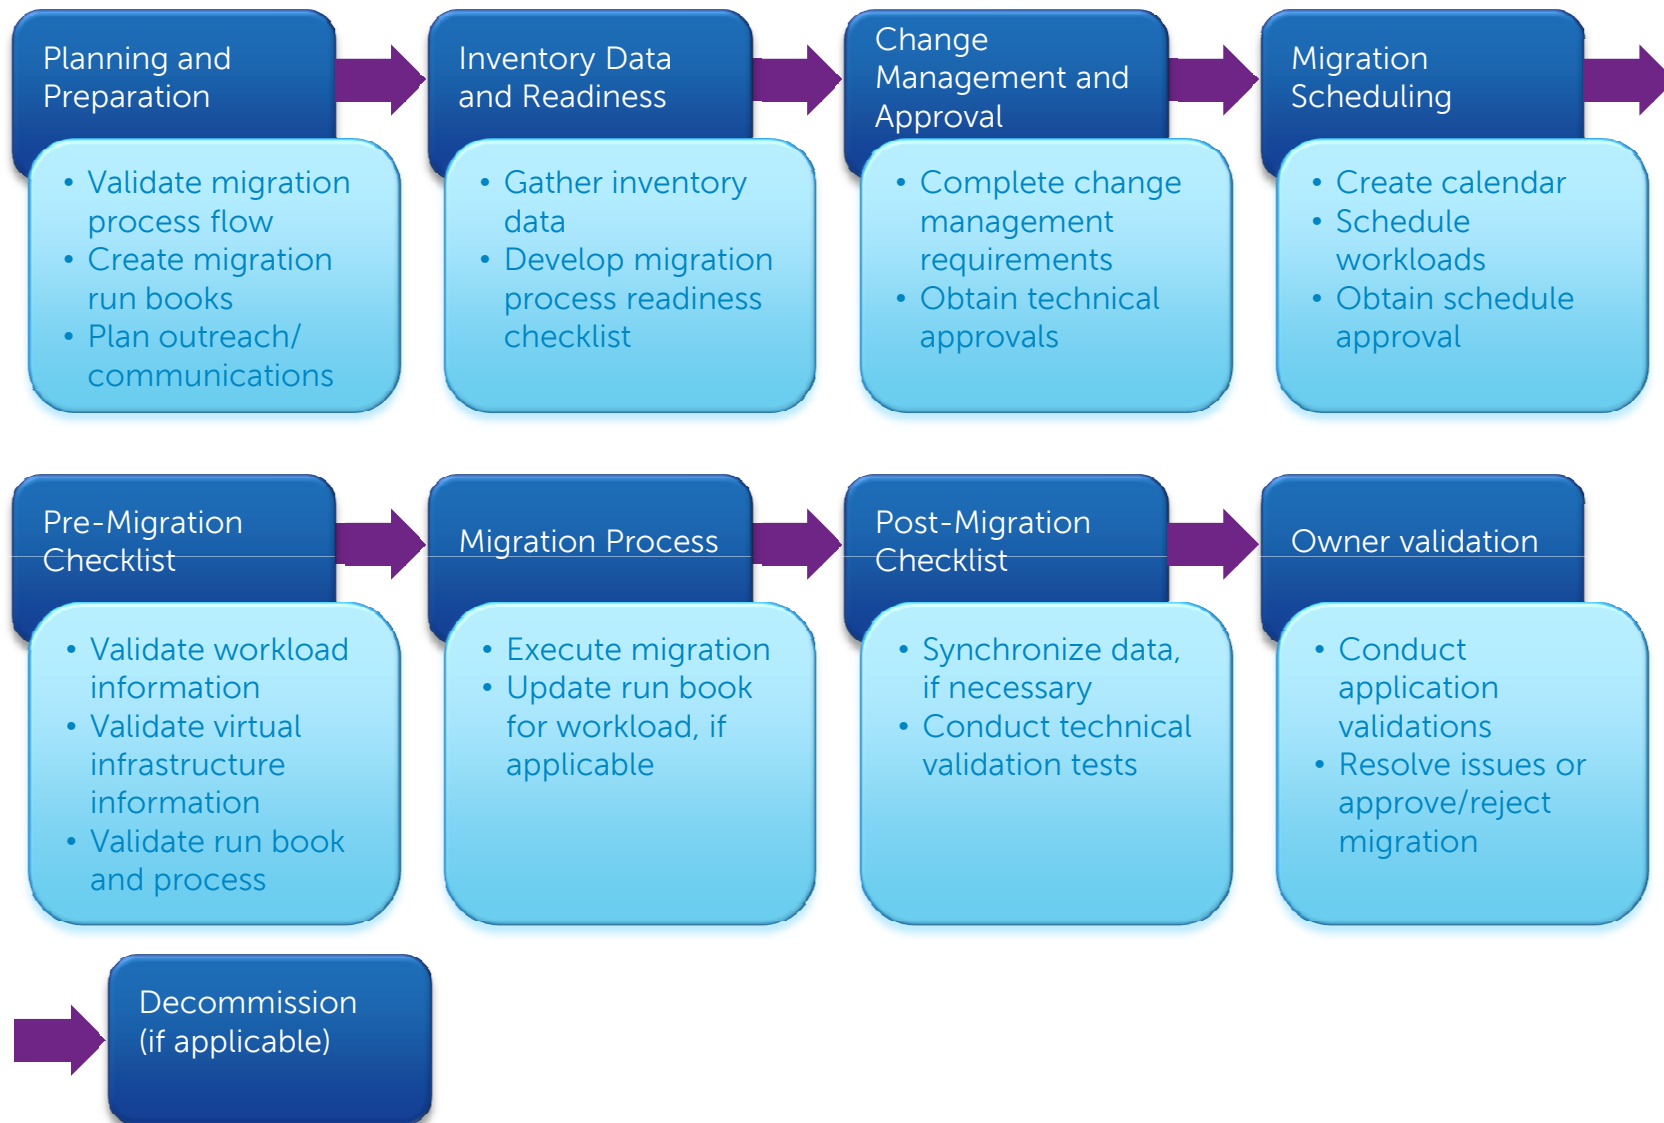 Planning and
Preparation
• Validate migration
process flow
• Create migration
run books
• Plan outreach/
communications
Inventory Data
and Readiness
• Gather inventory
data
• Develop migration
process readiness
checklist
Change
Management and
Approval
• Complete change
management
requirements
• Obtain technical
approvals
Migration
Scheduling
• Create calendar
• Schedule
workloads
• Obtain schedule
approval
Pre-Migration
Checklist
• Validate workload
information
• Validate virtual
infrastructure
information
• Validate run book
and process
Migration Process
• Execute migration
• Update run book
for workload, if
applicable
Post-Migration
Checklist
• Synchronize data,
if necessary
• Conduct technical
validation tests
Owner validation
• Conduct
application
validations
• Resolve issues or
approve/reject
migration
Decommission
(if applicable)